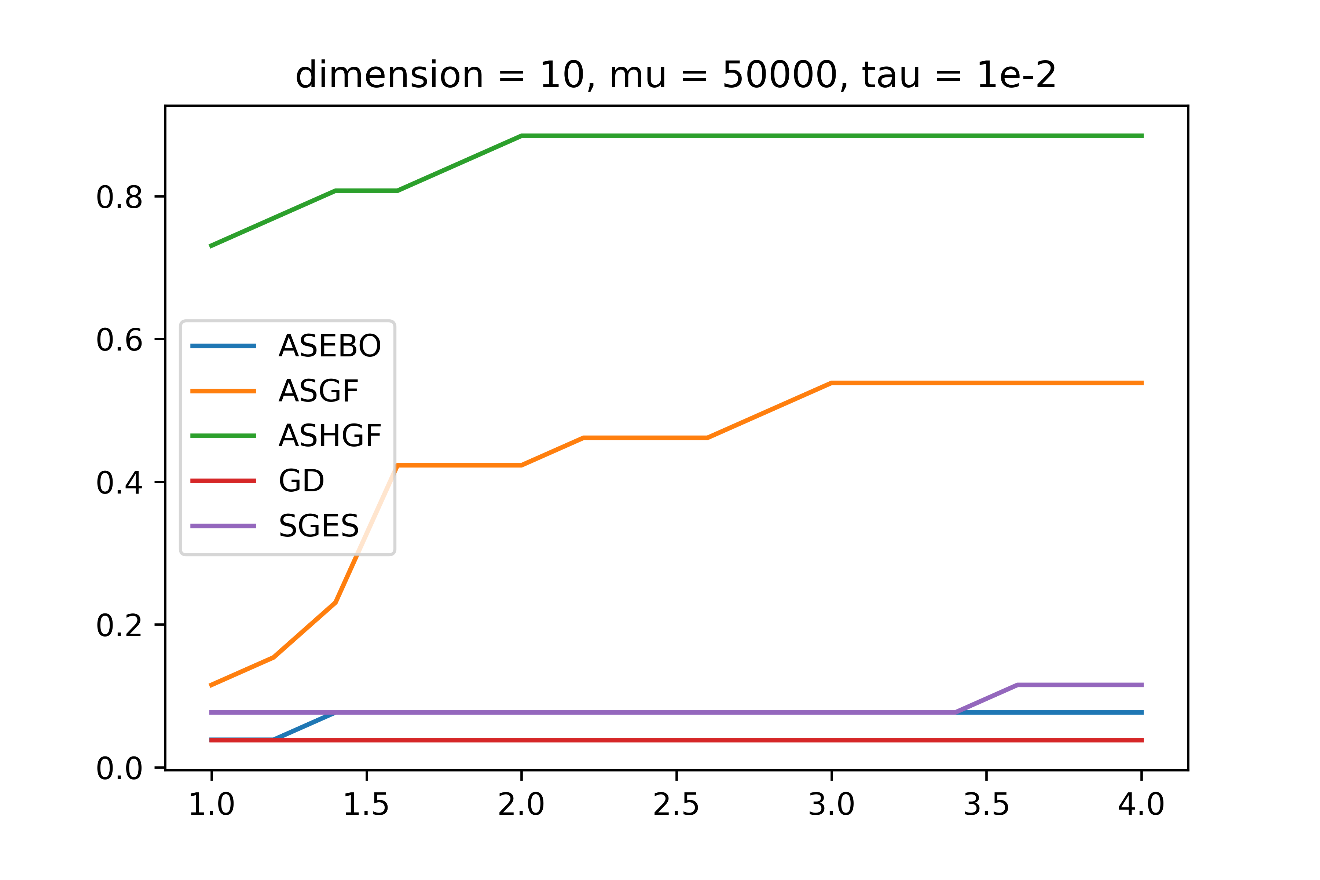 dimension = 10, mu = 50000, tau = 1e-2
0.8
0.6
0.4
0.2
0.0
ASEBO
ASGF
ASHGF
GD
SGES
1.0 1.5 2.0 2.5 3.0 3.5 4.0